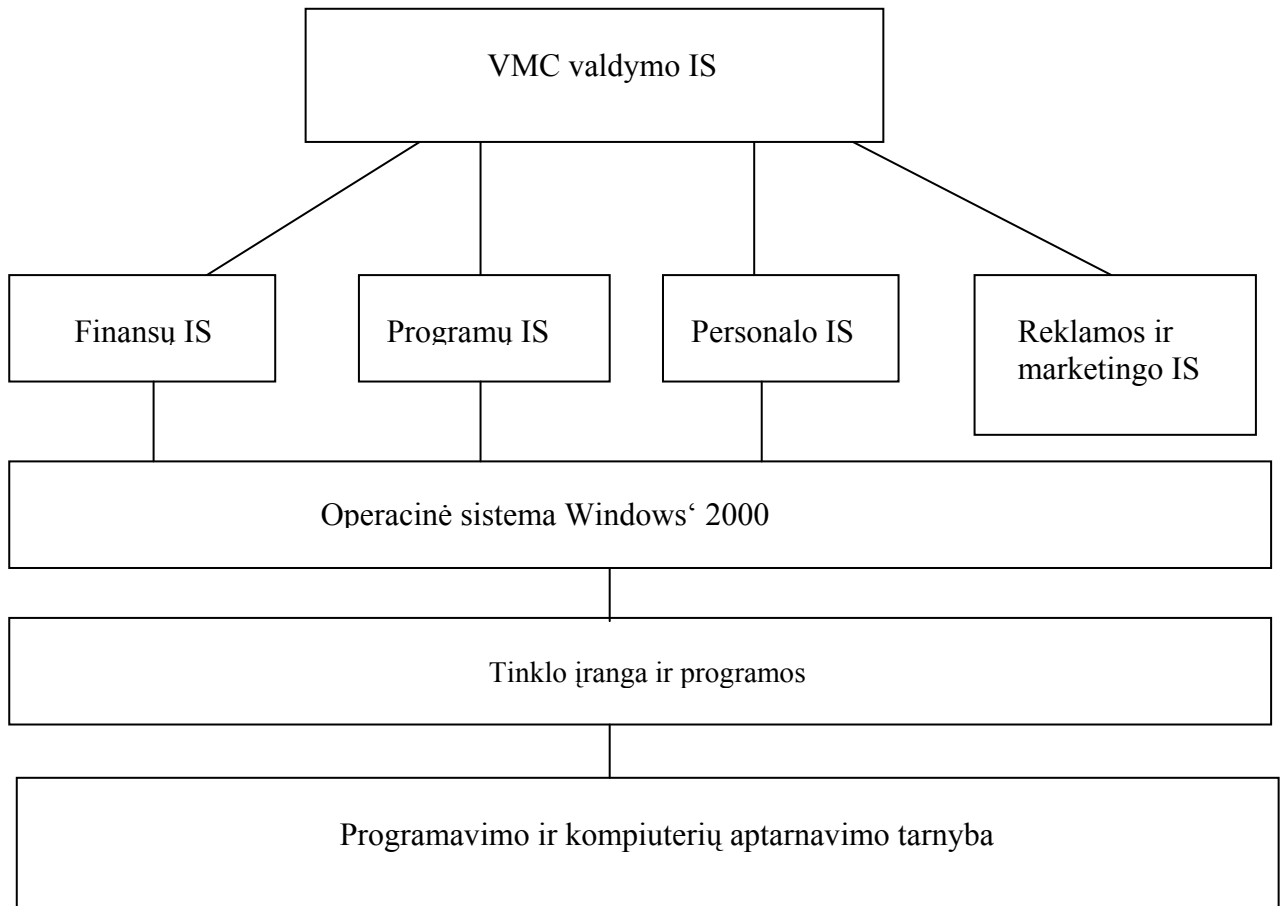 VMC valdymo IS
Finansų IS
Programų IS
Personalo IS
Reklamos ir
marketingo IS
Operacinė sistema Windows‘ 2000
Tinklo įranga ir programos
Programavimo ir kompiuterių aptarnavimo tarnyba